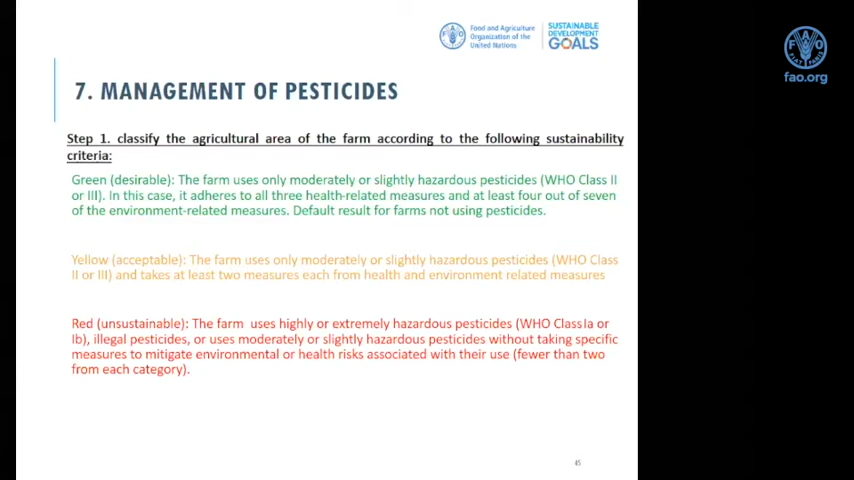 Food and Agriculture
Organization of the
United Nations
SUSTAINABLE
DEVELOPMENT
GOALS
FAO
FIAT PANIS
fao.org
7. MANAGEMENT OF PESTICIDES
Step 1. classify the agricultural area of the farm according to the following sustainability
criteria:
Green (desirable): The farm uses only moderately or slightly hazardous pesticides (WHO Class II
or III). In this case, it adheres to all three health-related measures and at least four out of seven
of the environment-related measures. Default result for farms not using pesticides.
Yellow (acceptable): The farm uses only moderately or slightly hazardous pesticides (WHO Class
II or III) and takes at least two measures each from health and environment related measures
Red (unsustainable): The farm uses highly or extremely hazardous pesticides (WHO Class Ia or
Ib), illegal pesticides, or uses moderately or slightly hazardous pesticides without taking specific
measures to mitigate environmental or health risks associated with their use (fewer than two
from each category).
45